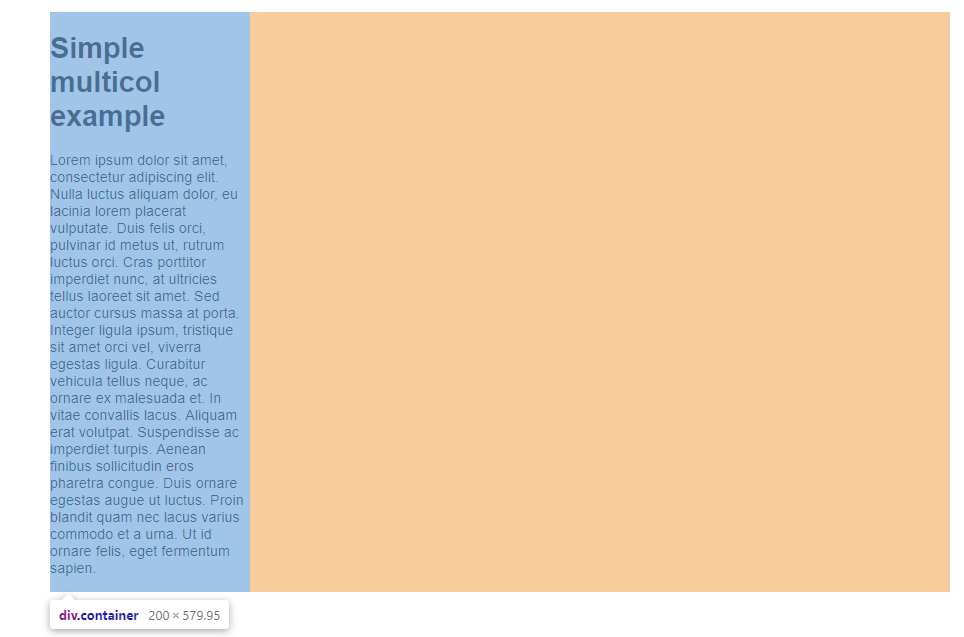 Simple
multicol
example
Lorem ipsum dolor sit amet,
consectetur adipiscing elit.
Nulla luctus aliquam dolor, eu
lacinia lorem placerat
vulputate. Duis felis orci,
pulvinar id metus ut, rutrum
luctus orci. Cras porttitor
imperdiet nunc, at ultricies
tellus laoreet sit amet. Sed
auctor cursus massa at porta.
Integer ligula ipsum, tristique
sit amet orci vel, viverra
egestas ligula. Curabitur
vehicula tellus neque, ac
ornare ex malesuada et. In
vitae convallis lacus. Aliquam
erat volutpat. Suspendisse ac
imperdiet turpis. Aenean
finibus sollicitudin eros
pharetra congue. Duis ornare
egestas augue ut luctus. Proin
blandit quam nec lacus varius
commodo et a urna. Ut id
ornare felis, eget fermentum
sapien.
div.container 200 × 579.95